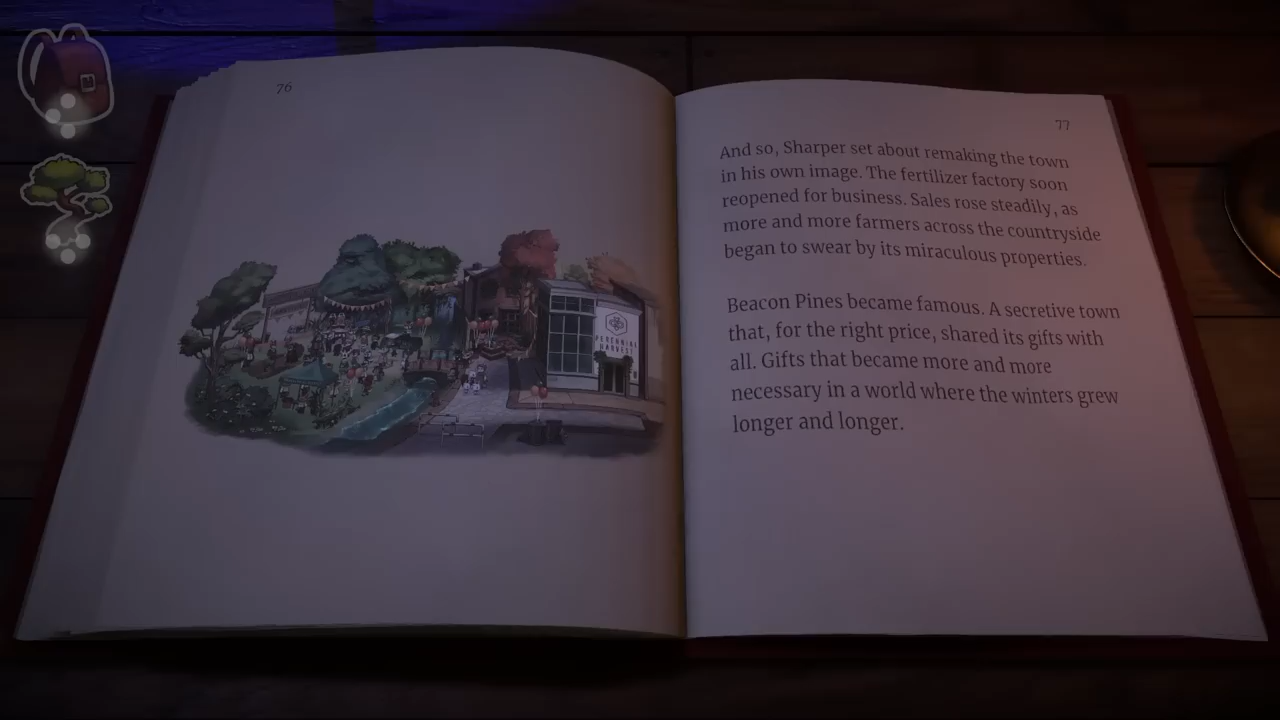 76
PERENNIAL
HARVEST
77
And so, Sharper set about remaking the town
in his own image. The fertilizer factory soon
reopened for business. Sales rose steadily, as
more and more farmers across the countryside
began to swear by its miraculous properties.
Beacon Pines became famous. A secretive town
that, for the right price, shared its gifts with
all. Gifts that became more and more
necessary in a world where the winters grew
longer and longer.